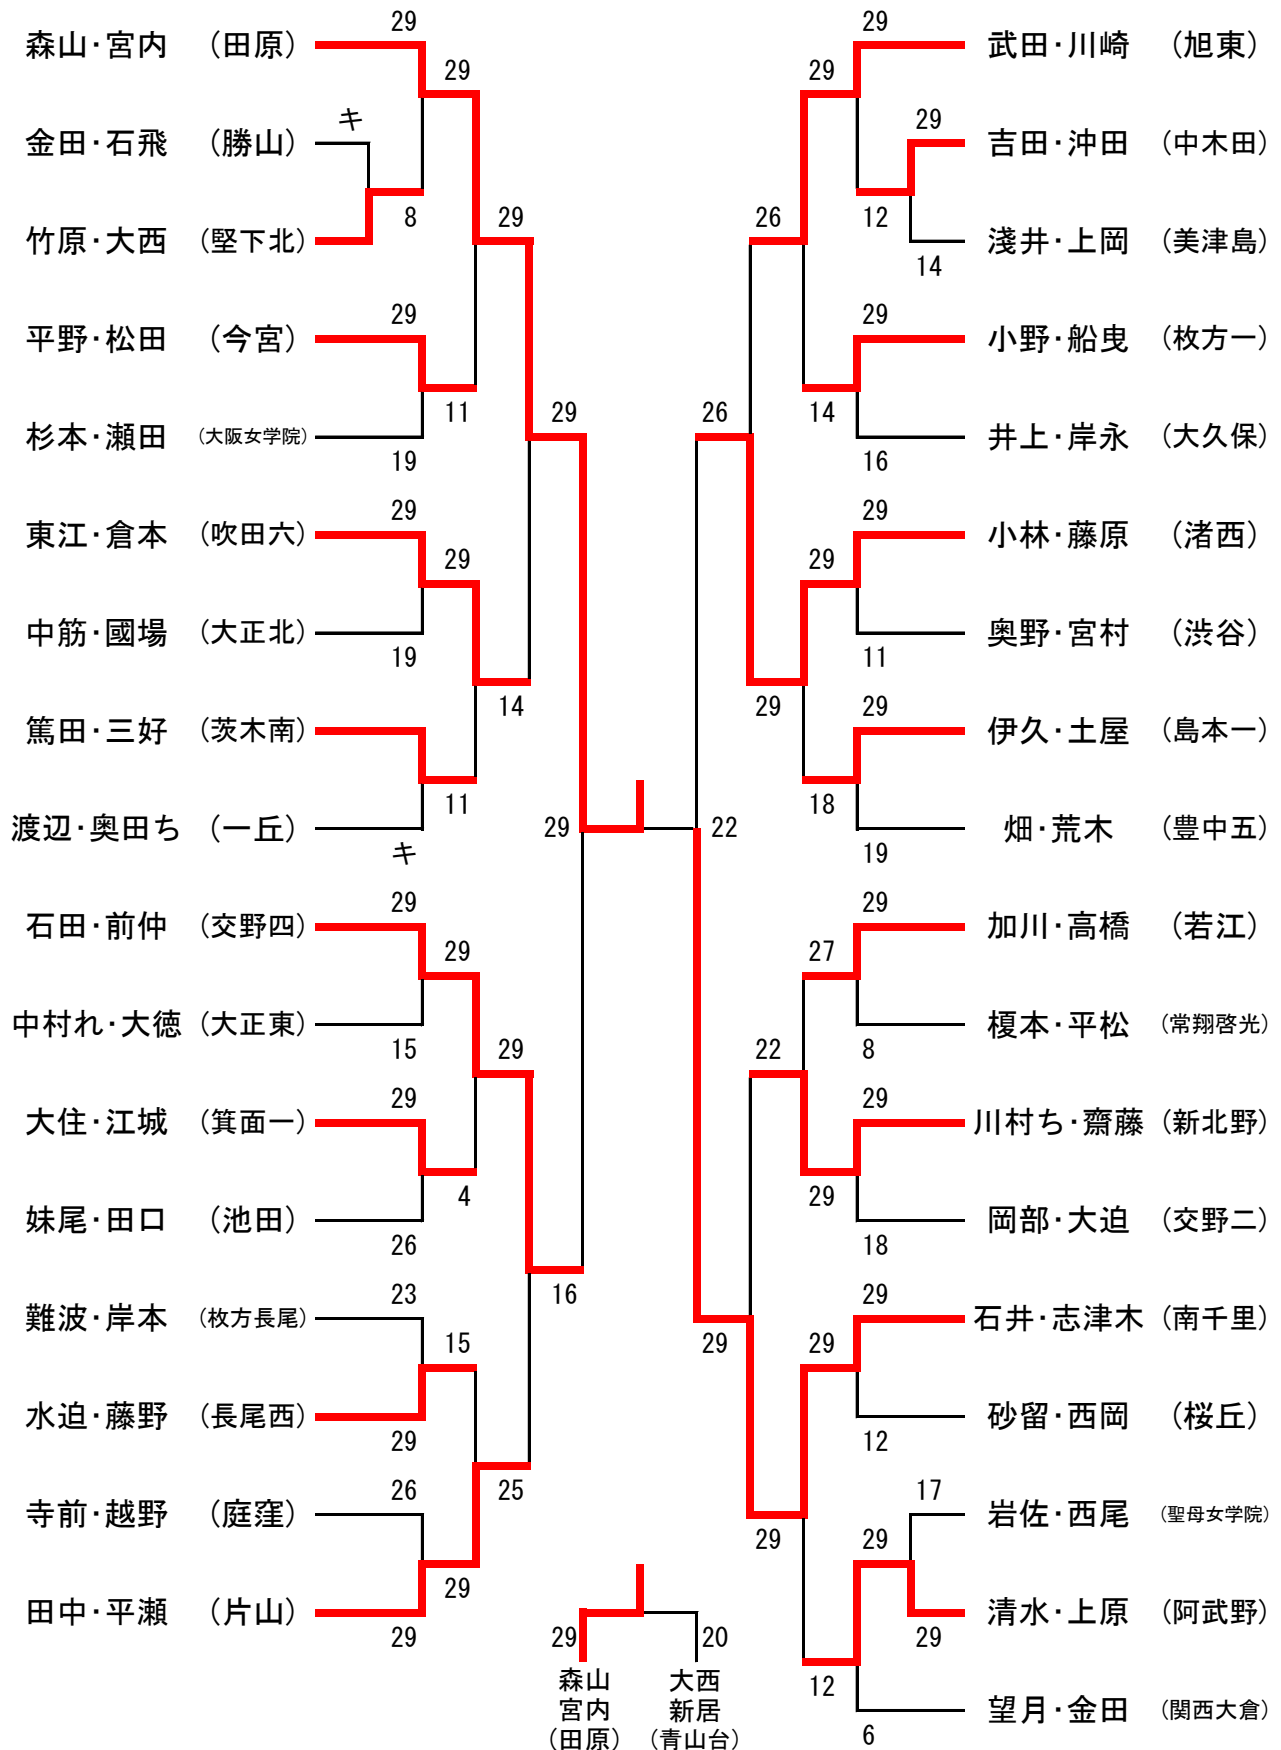 29 29
森山・宮内 （田原） 武田・川崎 （旭東）
29 29
キ 29
金田・石飛 （勝山） 吉田・沖田 （中木田）
8 29 26 12
竹原・大西 （堅下北） 淺井・上岡 （美津島）
14
29 29
平野・松田 （今宮） 小野・船曳 （枚方一）
11 29 26 14
杉本・瀬田 （大阪女学院） 井上・岸永 （大久保）
19 16
29 29
東江・倉本 （吹田六） 小林・藤原 （渚西）
29 29
中筋・國場 （大正北） 奥野・宮村 （渋谷）
19 11
14 29 29
篤田・三好 （茨木南） 伊久・土屋 （島本一）
11 18
渡辺・奥田ち （一丘） 29 22 畑・荒木 （豊中五）
キ 19
29 29
石田・前仲 （交野四） 加川・高橋 （若江）
29 27
中村れ・大徳 （大正東） 榎本・平松 （常翔啓光）
15 29 22 8
29 29
大住・江城 （箕面一） 川村ち・齋藤 （新北野）
4 29
妹尾・田口 （池田） 岡部・大迫 （交野二）
26 18
23 16 29
難波・岸本 （枚方長尾） 石井・志津木 （南千里）
15 29 29
水迫・藤野 （長尾西） 砂留・西岡 （桜丘）
29 12
26 25 17
寺前・越野 （庭窪） 岩佐・西尾 （聖母女学院）
29 29 29
田中・平瀬 （片山） 清水・上原 （阿武野）
29 29 20 29
森山 大西 12
宮内 新居 望月・金田 （関西大倉）
（田原） （青山台） 6